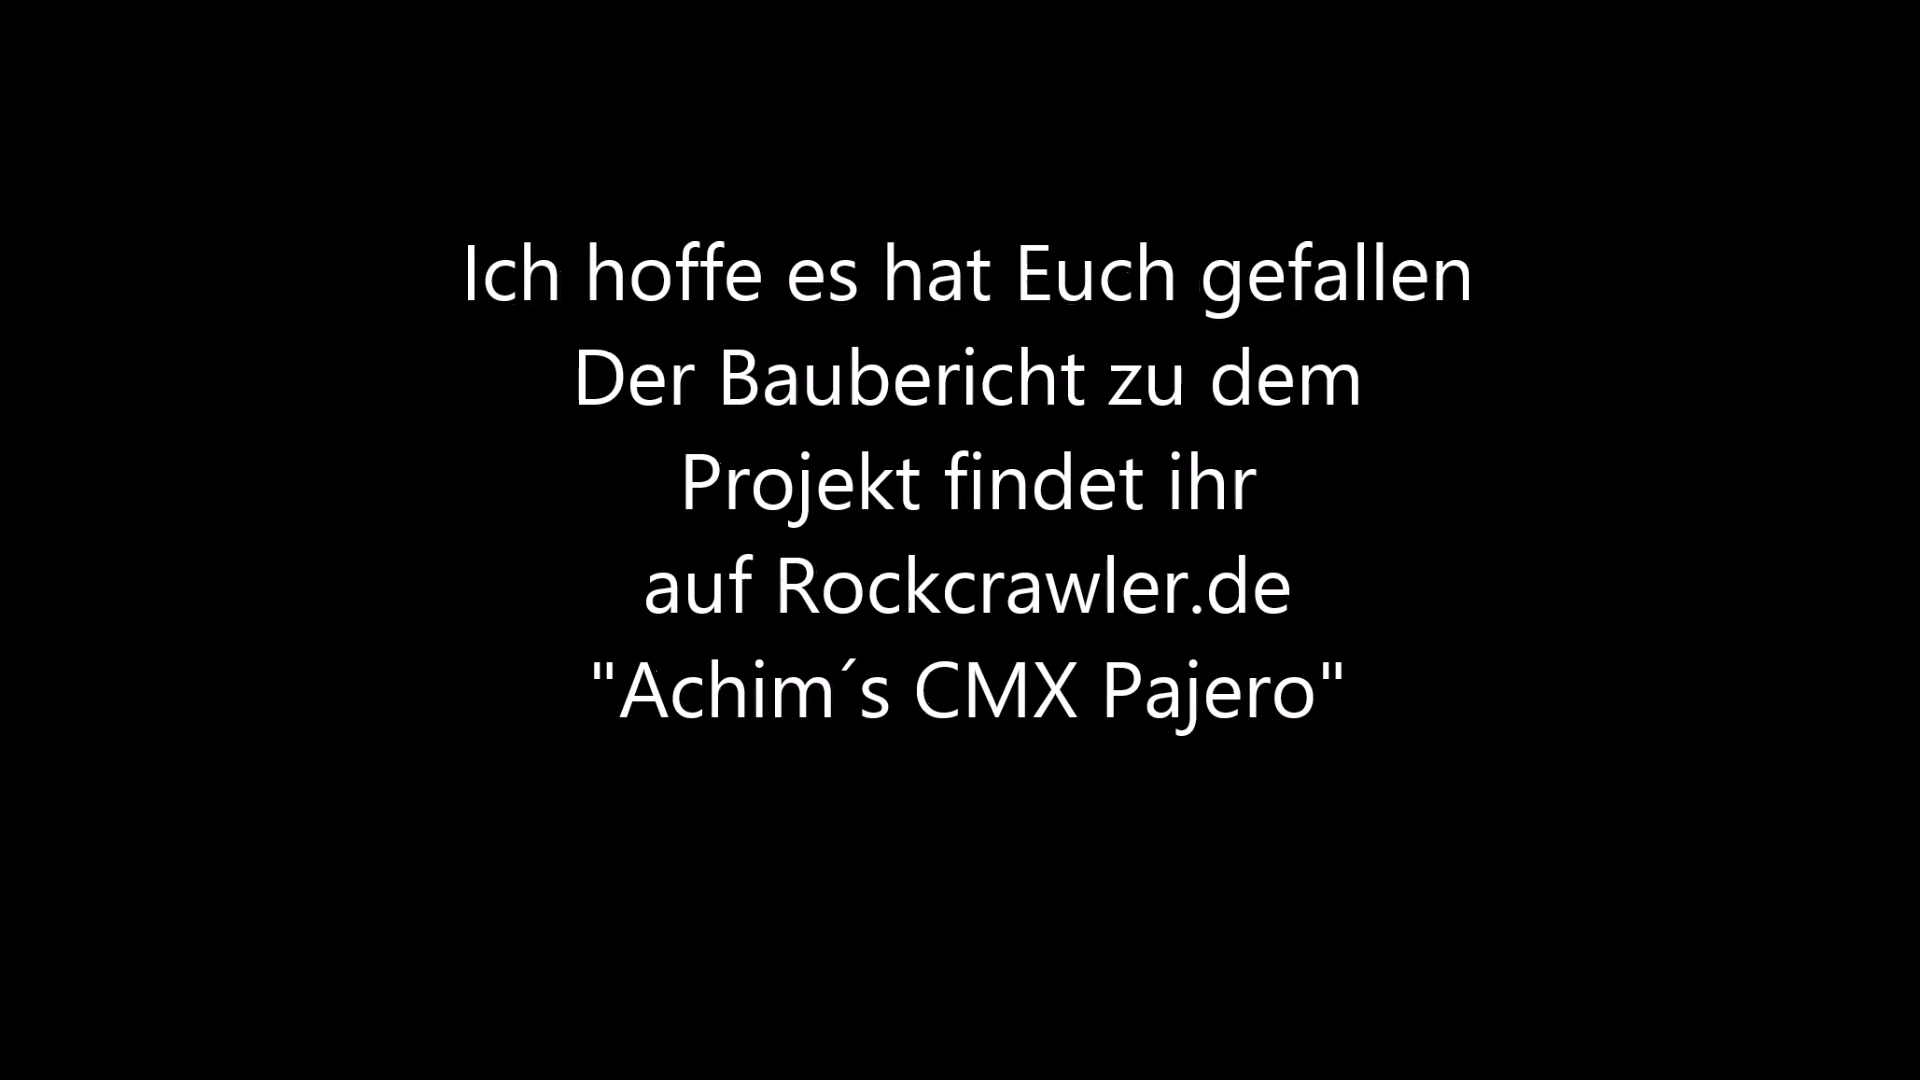 Ich hoffe es hat Euch gefallen
Der Baubericht zu dem
Projekt findet ihr
auf Rockcrawler.de
"Achim´s CMX Pajero"